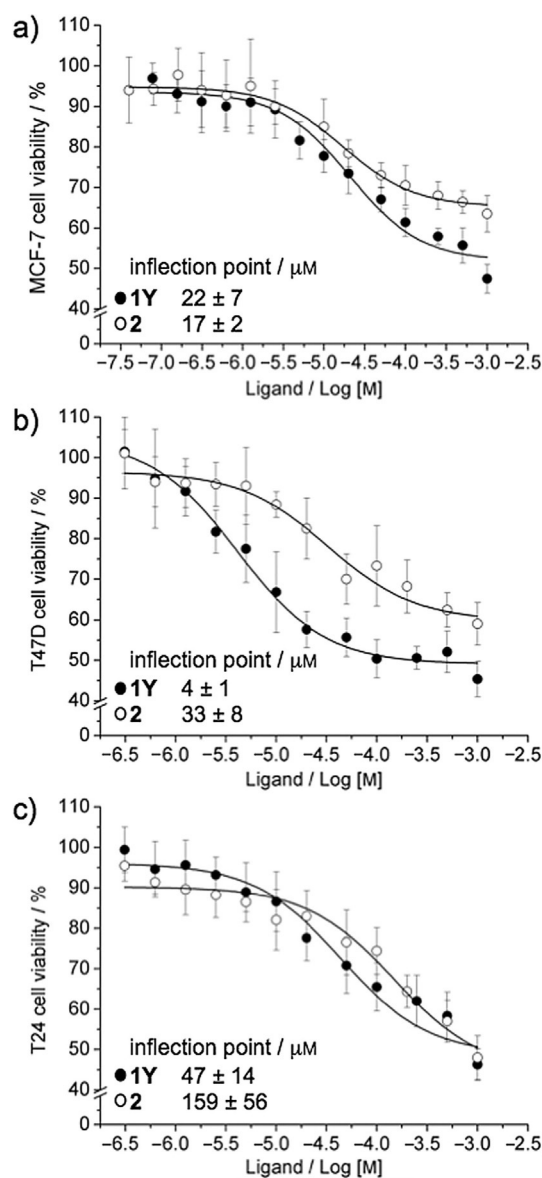 a)
MCF-7 cell viability / %
110
100
90
80
70
60
50
40
0
inflection point / μM
● 1Y 22 ± 7
○ 2 17 ± 2
−7.5 −7.0 −6.5 −6.0 −5.5 −5.0 −4.5 −4.0 −3.5 −3.0 −2.5
Ligand / Log [M]
b)
T47D cell viability / %
110
100
90
80
70
60
50
40
0
inflection point / μM
● 1Y 4 ± 1
○ 2 33 ± 8
−6.5 −6.0 −5.5 −5.0 −4.5 −4.0 −3.5 −3.0 −2.5
Ligand / Log [M]
c)
T24 cell viability / %
110
100
90
80
70
60
50
40
0
inflection point / μM
● 1Y 47 ± 14
○ 2 159 ± 56
−6.5 −6.0 −5.5 −5.0 −4.5 −4.0 −3.5 −3.0 −2.5
Ligand / Log [M]